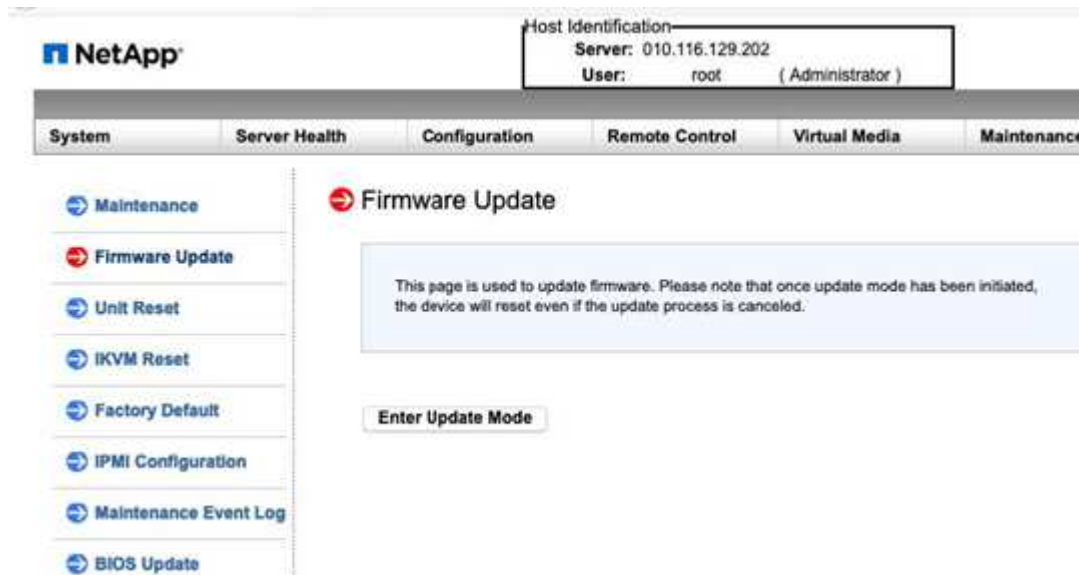 Host Identification
NetApp
Server: 010.116.129.202
User: root ( Administrator )
System Server Health Configuration Remote Control Virtual Media Maintenance
Maintenance
Firmware Update
Unit Reset
IKVM Reset
Factory Default
IPMI Configuration
Maintenance Event Log
BIOS Update
Firmware Update
This page is used to update firmware. Please note that once update mode has been initiated,
the device will reset even if the update process is canceled.
Enter Update Mode